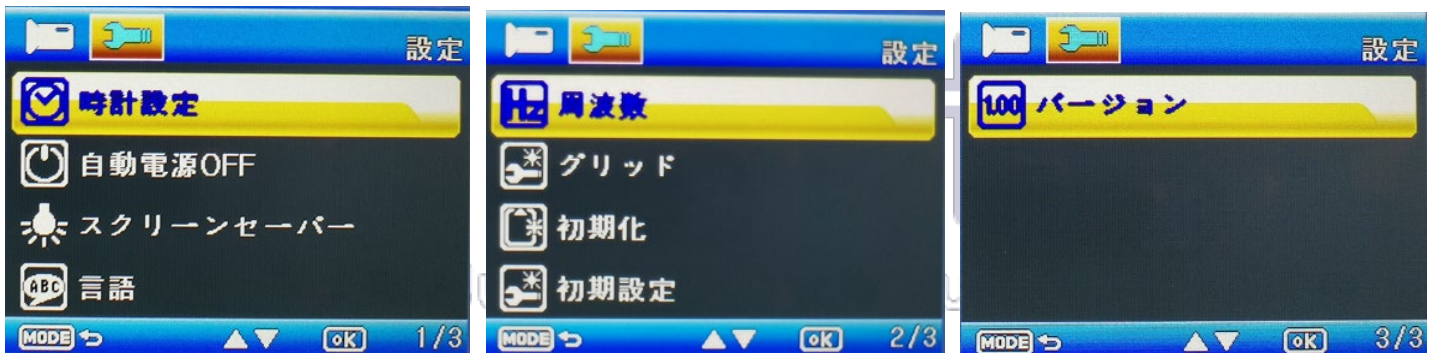 設定
時計設定
自動電源OFF
スクリーンセーバー
ABC 言語
MODE OK 1/3
設定
Hz 周波数
グリッド
初期化
初期設定
MODE OK 2/3
設定
1.00 バージョン
MODE OK 3/3